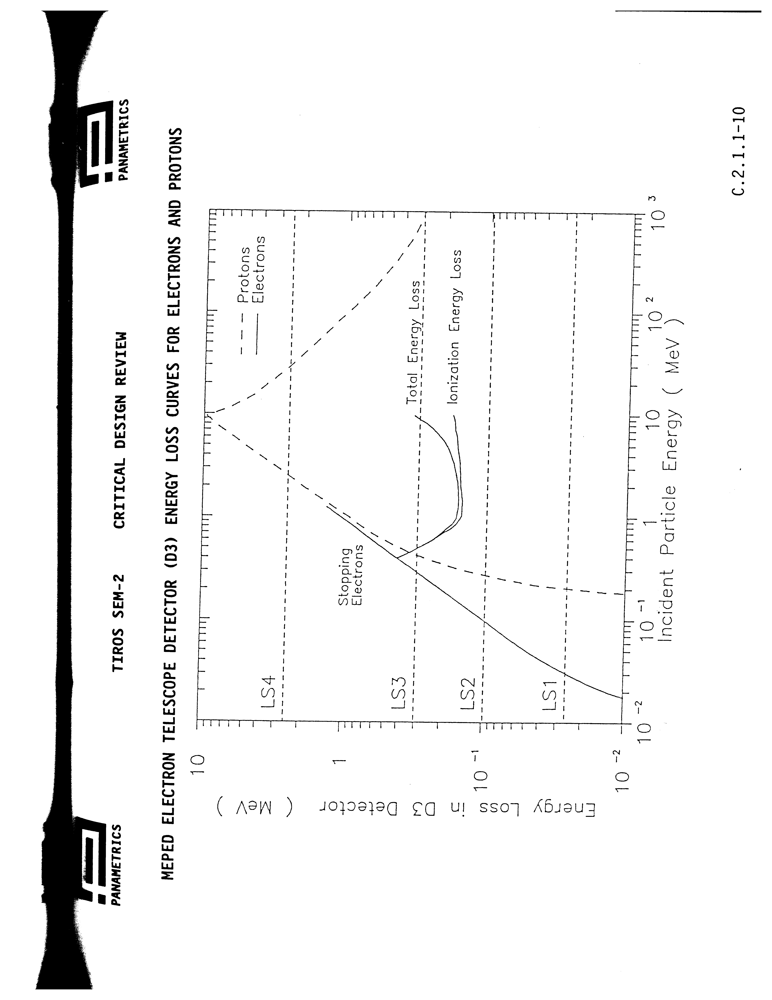 PANAMETRICS
TIROS SEM-2 CRITICAL DESIGN REVIEW
PANAMETRICS
MEPED ELECTRON TELESCOPE DETECTOR (D3) ENERGY LOSS CURVES FOR ELECTRONS AND PROTONS
Energy Loss in D3 Detector ( MeV )
10
1
10 -1
10 -2
Protons
Electrons
LS4
Stopping
Electrons
LS3
Total Energy Loss
Ionization Energy Loss
LS2
LS1
10 -2
10 -1
1
10
10 2
10 3
Incident Particle Energy ( MeV )
C.2.1.1-10